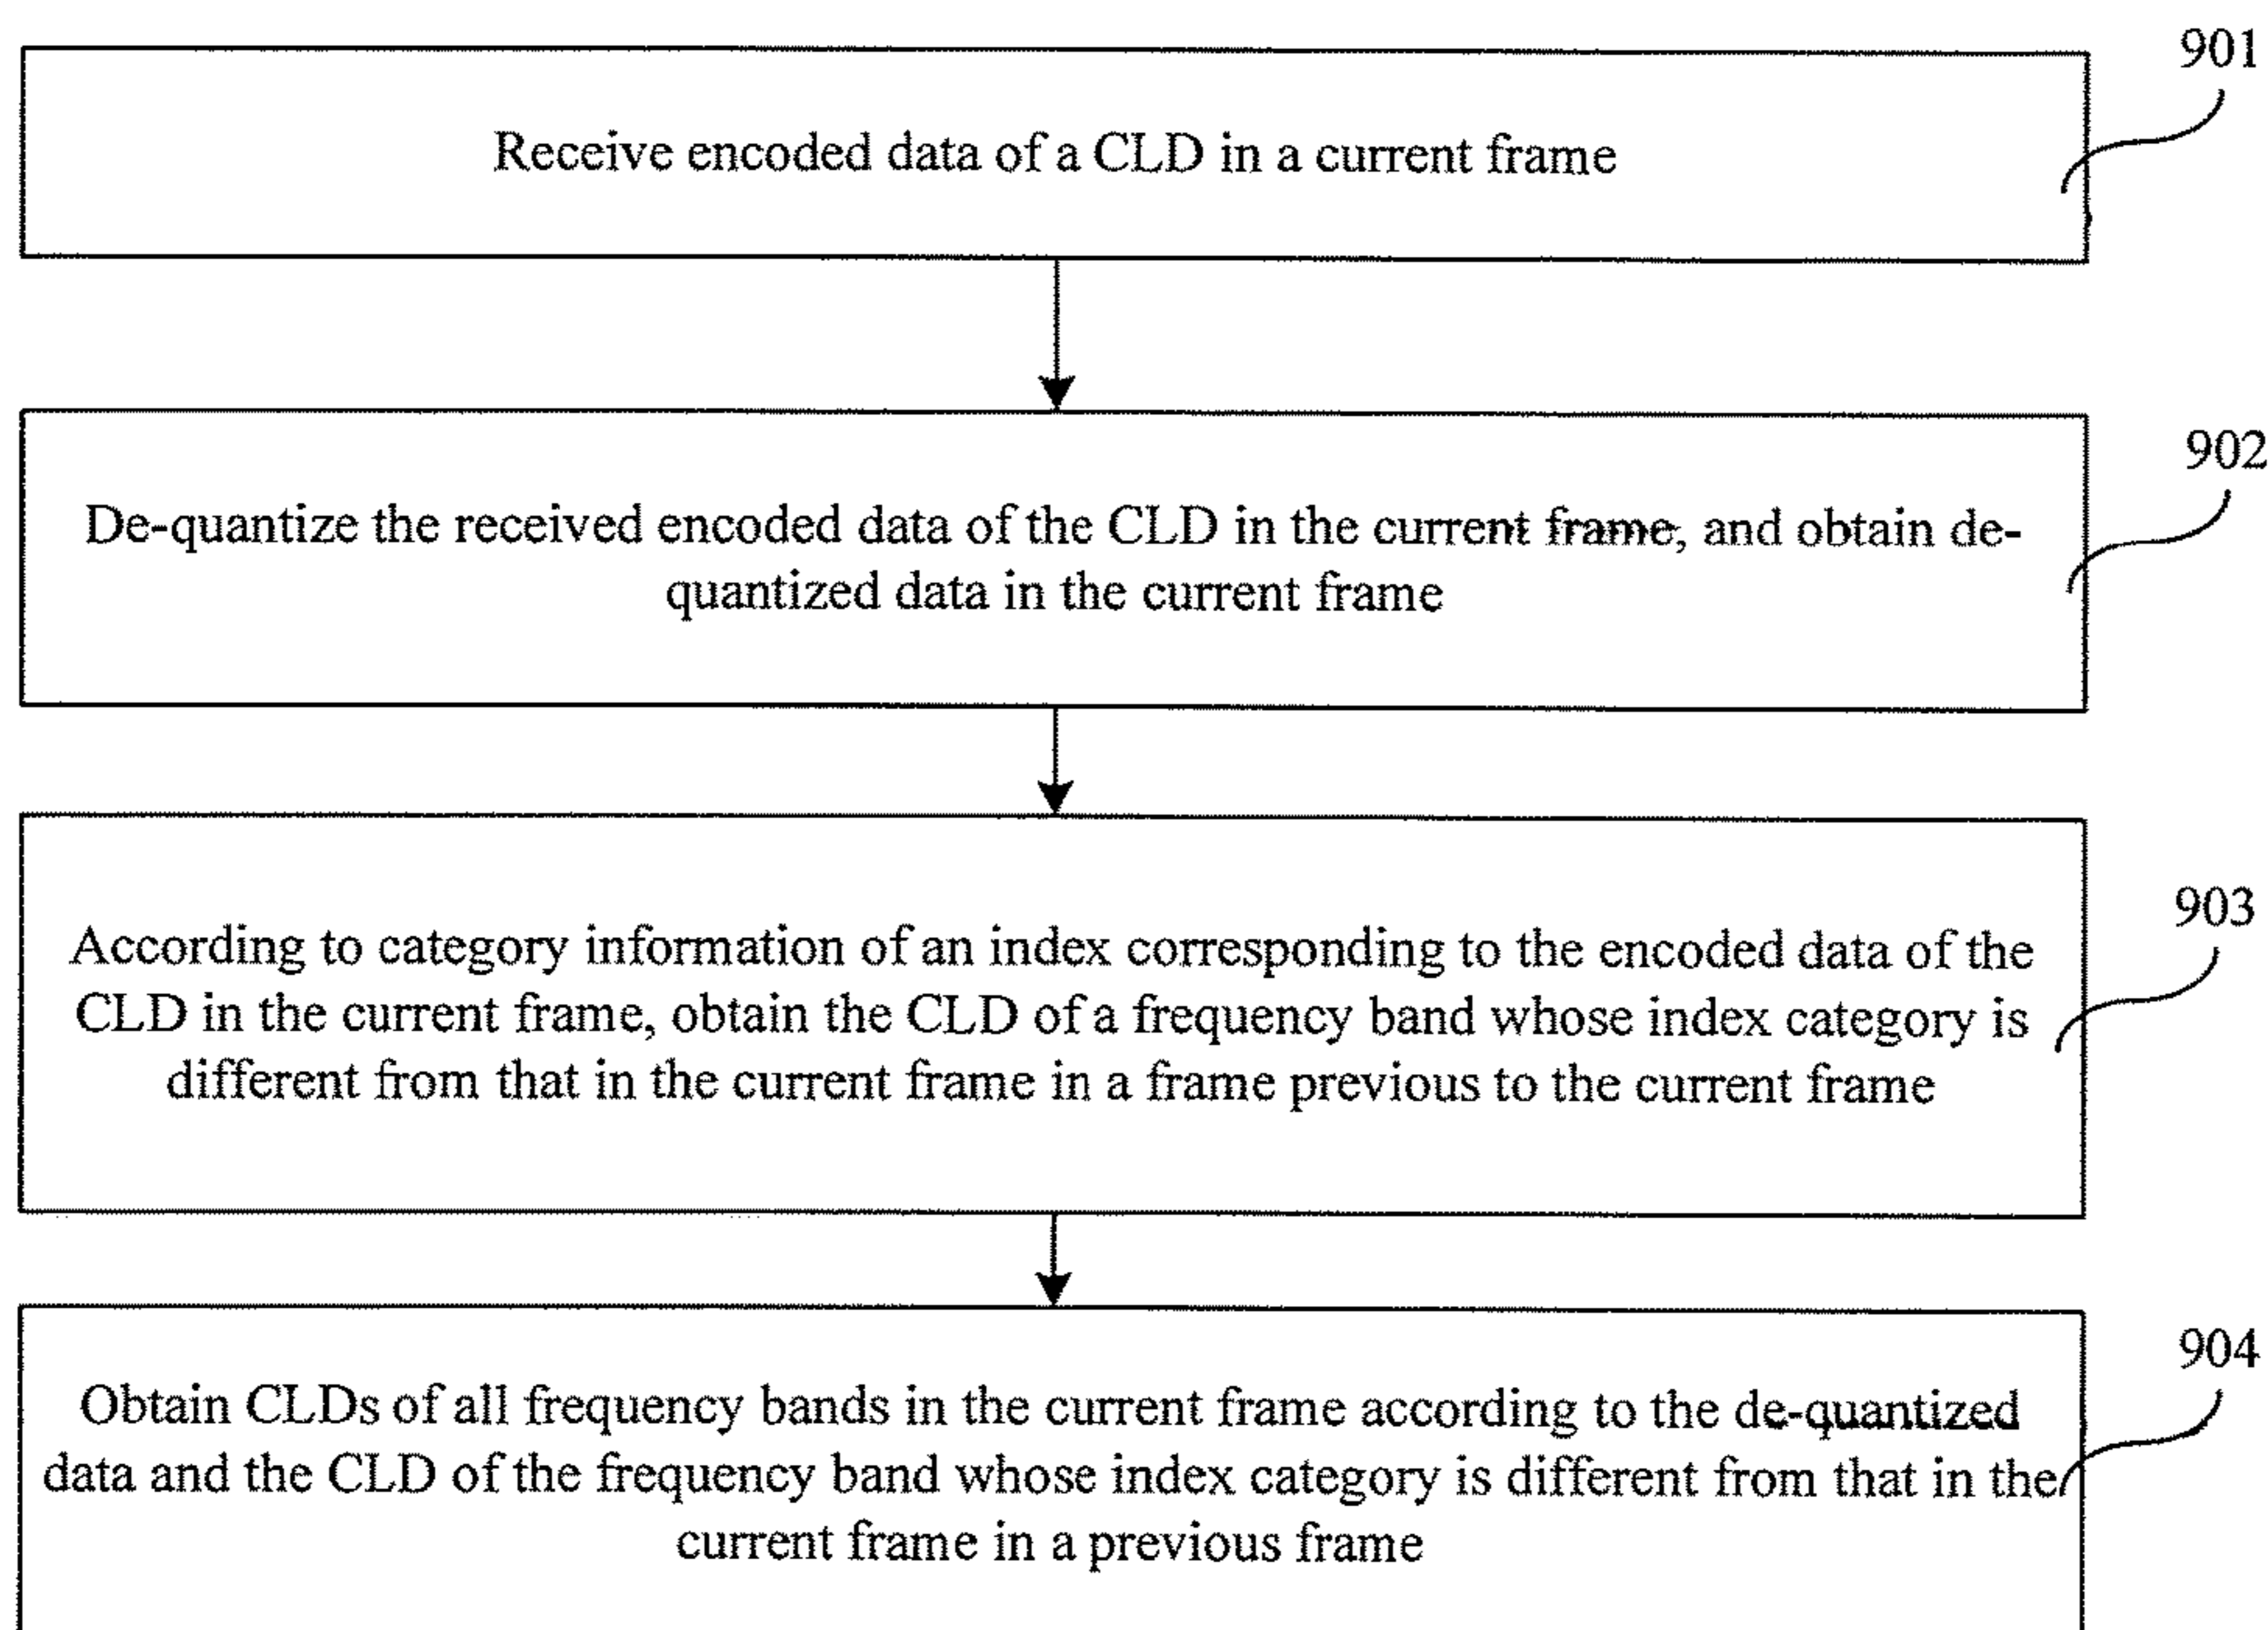 901
Receive encoded data of a CLD in a current frame
902
De-quantize the received encoded data of the CLD in the current frame, and obtain de-
quantized data in the current frame
903
According to category information of an index corresponding to the encoded data of the
CLD in the current frame, obtain the CLD of a frequency band whose index category is
different from that in the current frame in a frame previous to the current frame
904
Obtain CLDs of all frequency bands in the current frame according to the de-quantized
data and the CLD of the frequency band whose index category is different from that in the
current frame in a previous frame